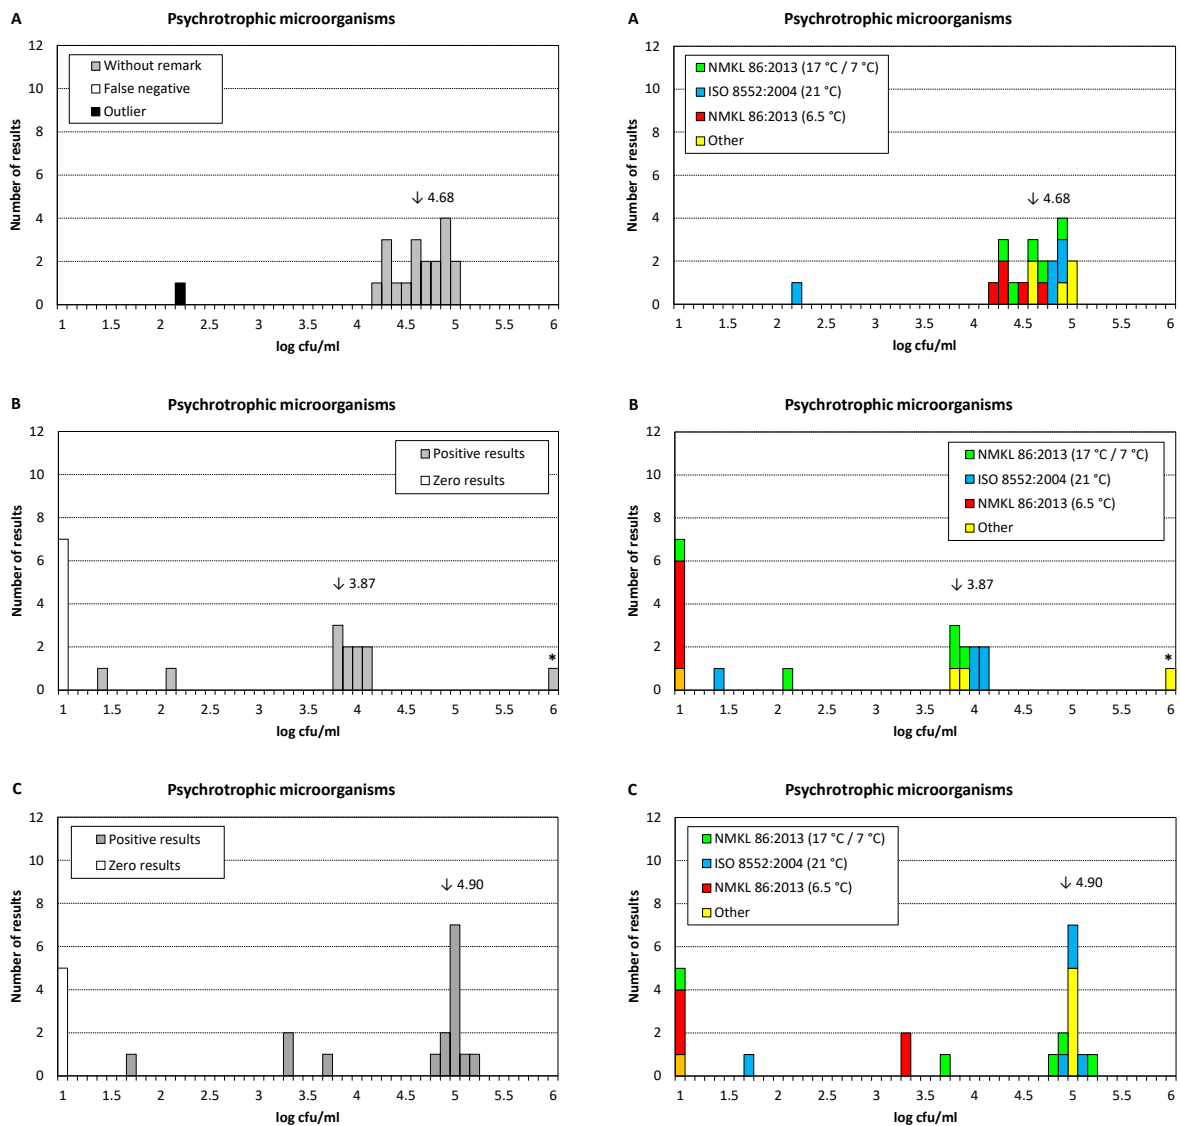 A
Psychrotrophic microorganisms
12
10
8
6
4
2
0
Number of results
Without remark
False negative
Outlier
↓ 4.68
1 1.5 2 2.5 3 3.5 4 4.5 5 5.5 6
log cfu/ml
A
Psychrotrophic microorganisms
12
10
8
6
4
2
0
Number of results
NMKL 86:2013 (17 °C / 7 °C)
ISO 8552:2004 (21 °C)
NMKL 86:2013 (6.5 °C)
Other
↓ 4.68
1 1.5 2 2.5 3 3.5 4 4.5 5 5.5 6
log cfu/ml
B
Psychrotrophic microorganisms
12
10
8
6
4
2
0
Number of results
Positive results
Zero results
↓ 3.87
*
1 1.5 2 2.5 3 3.5 4 4.5 5 5.5 6
log cfu/ml
B
Psychrotrophic microorganisms
12
10
8
6
4
2
0
Number of results
NMKL 86:2013 (17 °C / 7 °C)
ISO 8552:2004 (21 °C)
NMKL 86:2013 (6.5 °C)
Other
↓ 3.87
*
1 1.5 2 2.5 3 3.5 4 4.5 5 5.5 6
log cfu/ml
C
Psychrotrophic microorganisms
12
10
8
6
4
2
0
Number of results
Positive results
Zero results
↓ 4.90
1 1.5 2 2.5 3 3.5 4 4.5 5 5.5 6
log cfu/ml
C
Psychrotrophic microorganisms
12
10
8
6
4
2
0
Number of results
NMKL 86:2013 (17 °C / 7 °C)
ISO 8552:2004 (21 °C)
NMKL 86:2013 (6.5 °C)
Other
↓ 4.90
1 1.5 2 2.5 3 3.5 4 4.5 5 5.5 6
log cfu/ml